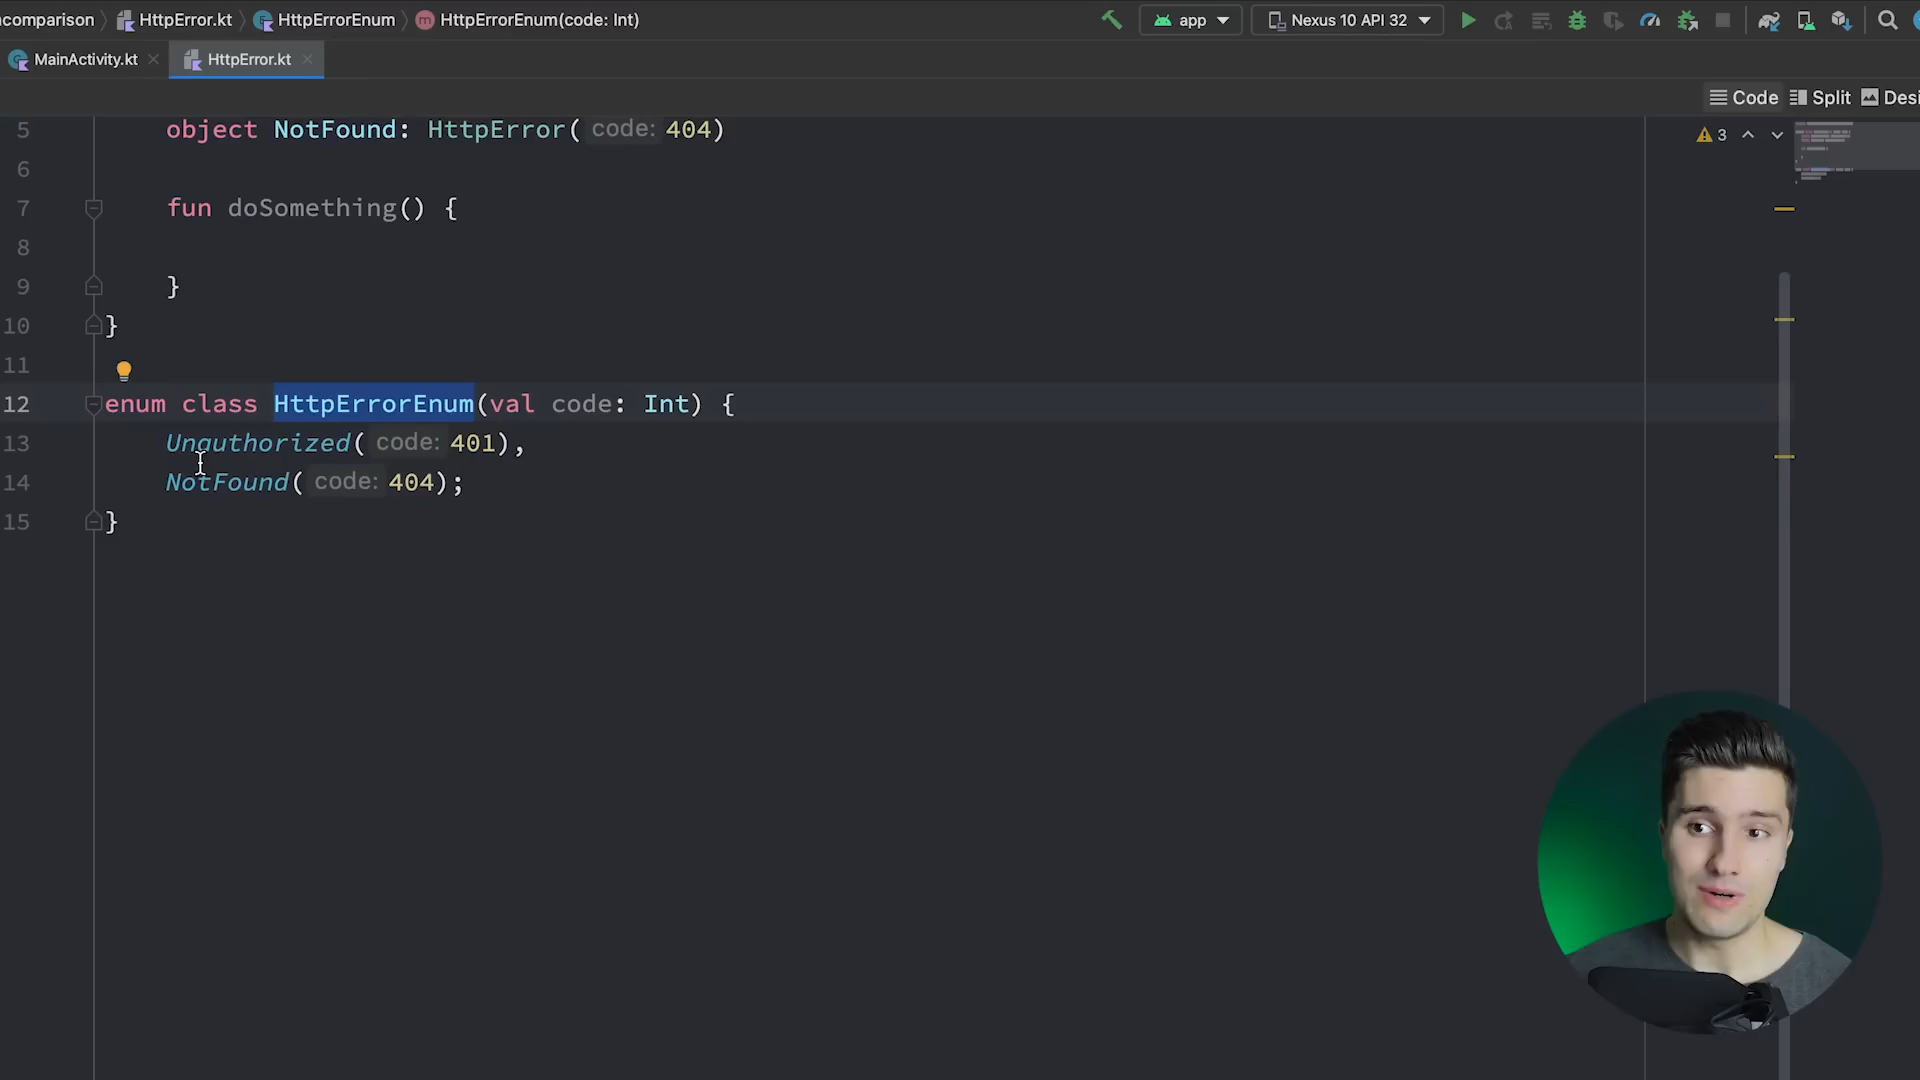 comparison HttpError.kt HttpErrorEnum HttpErrorEnum(code: Int) app Nexus 10 API 32
MainActivity.kt HttpError.kt
Code Split Desi
5 object NotFound: HttpError( code: 404) 3
6
7 fun doSomething() {
8
9 }
10 }
11
12 enum class HttpErrorEnum(val code: Int) {
13 Unauthorized( code: 401),
14 NotFound( code: 404);
15 }